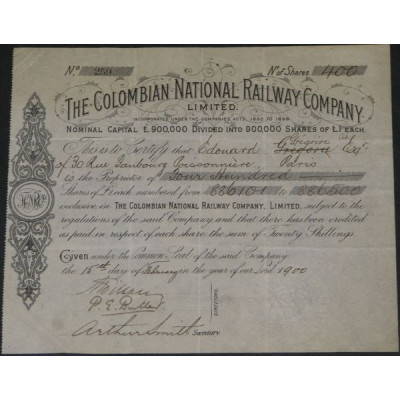 No. Nº of Shares 400
THE COLOMBIAN NATIONAL RAILWAY COMPANY,
LIMITED.
INCORPORATED UNDER THE COMPANIES ACTS, 1862 TO 1898.
NOMINAL CAPITAL £900,000 DIVIDED INTO 900,000 SHARES OF £1 EACH.
This is to Certify that Edouard Esqre
of 30 Rue Faubourg Poissonnière Paris
is the Proprietor of Four Hundred
Shares of £1 each numbered from to
inclusive in THE COLOMBIAN NATIONAL RAILWAY COMPANY, LIMITED, subject to the
regulations of the said Company and that there has been credited
as paid in respect of each share the sum of Twenty Shillings.
Given under the Common Seal of the said Company
the 15th day of February in the year of our Lord 1900
Arthur Smith Secretary
DIRECTORS.